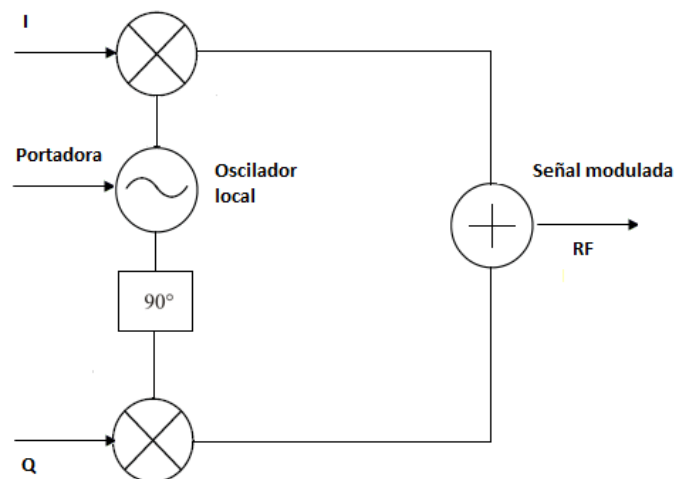 I
Portadora
Oscilador
local
Señal modulada
RF
90°
Q